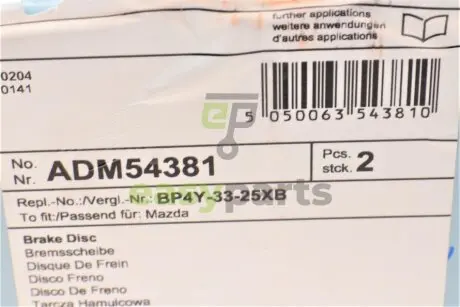 further applications
weitere anwendungen
d'autres applications
0204
0141
5 050063 543810
No.
Nr. ADM54381
Pcs.
stck. 2
easyparts
Repl.-No.:/Vergl.-Nr.: BP4Y-33-25XB
To fit:/Passend für: Mazda
Brake Disc
Bremsscheibe
Disque De Frein
Disco Freno
Disco De Freno
Tarcza Hamulcowa